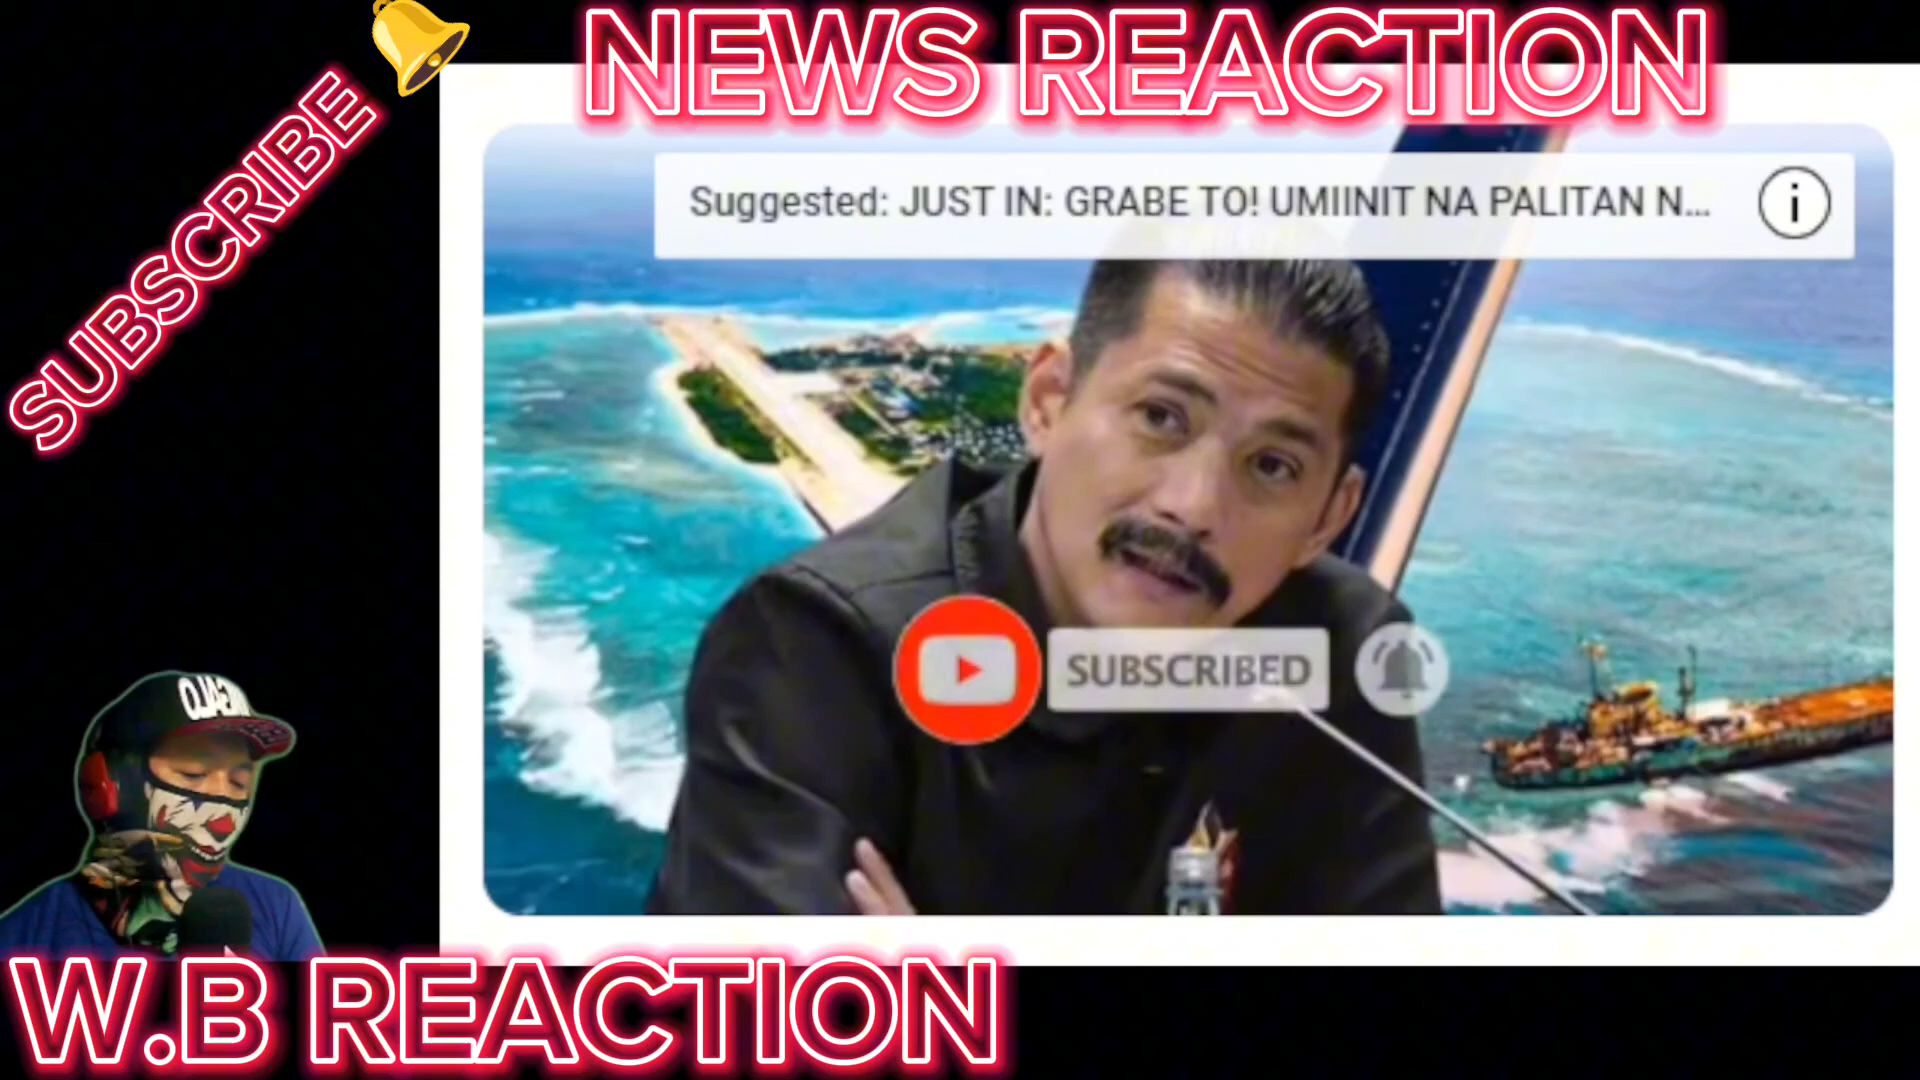 NEWS REACTION
SUBSCRIBE
Suggested: JUST IN: GRABE TO! UMIINIT NA PALITAN N...
SUBSCRIBED
W.B REACTION